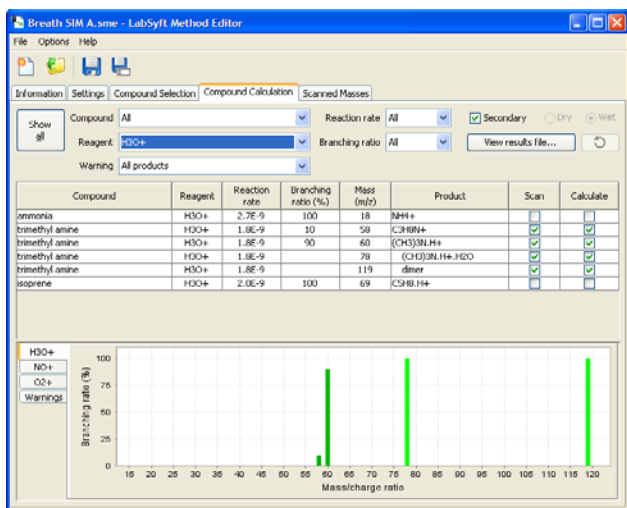 Breath SIM A.sme - LabSyft Method Editor
File Options Help
Information Settings Compound Selection Compound Calculation Scanned Masses
Show all
Compound All Reaction rate All Secondary Dry Wet
Reagent H3O+ Branching ratio All View results file...
Warning All products
Compound Reagent Reaction rate Branching ratio (%) Mass (m/z) Product Scan Calculate
ammonia H3O+ 2.7E-9 100 18 NH4+
trimethyl amine H3O+ 1.8E-9 10 58 C3H8N+
trimethyl amine H3O+ 1.8E-9 90 60 (CH3)3N.H+
trimethyl amine H3O+ 1.8E-9 78 (CH3)3N.H+.H2O
trimethyl amine H3O+ 1.8E-9 119 dimer
isoprene H3O+ 2.0E-9 100 69 C5H8.H+
H3O+
NO+
O2+
Warnings
Branching ratio (%)
100
75
50
25
0
15 20 25 30 35 40 45 50 55 60 65 70 75 80 85 90 95 100 105 110 115 120
Mass/charge ratio